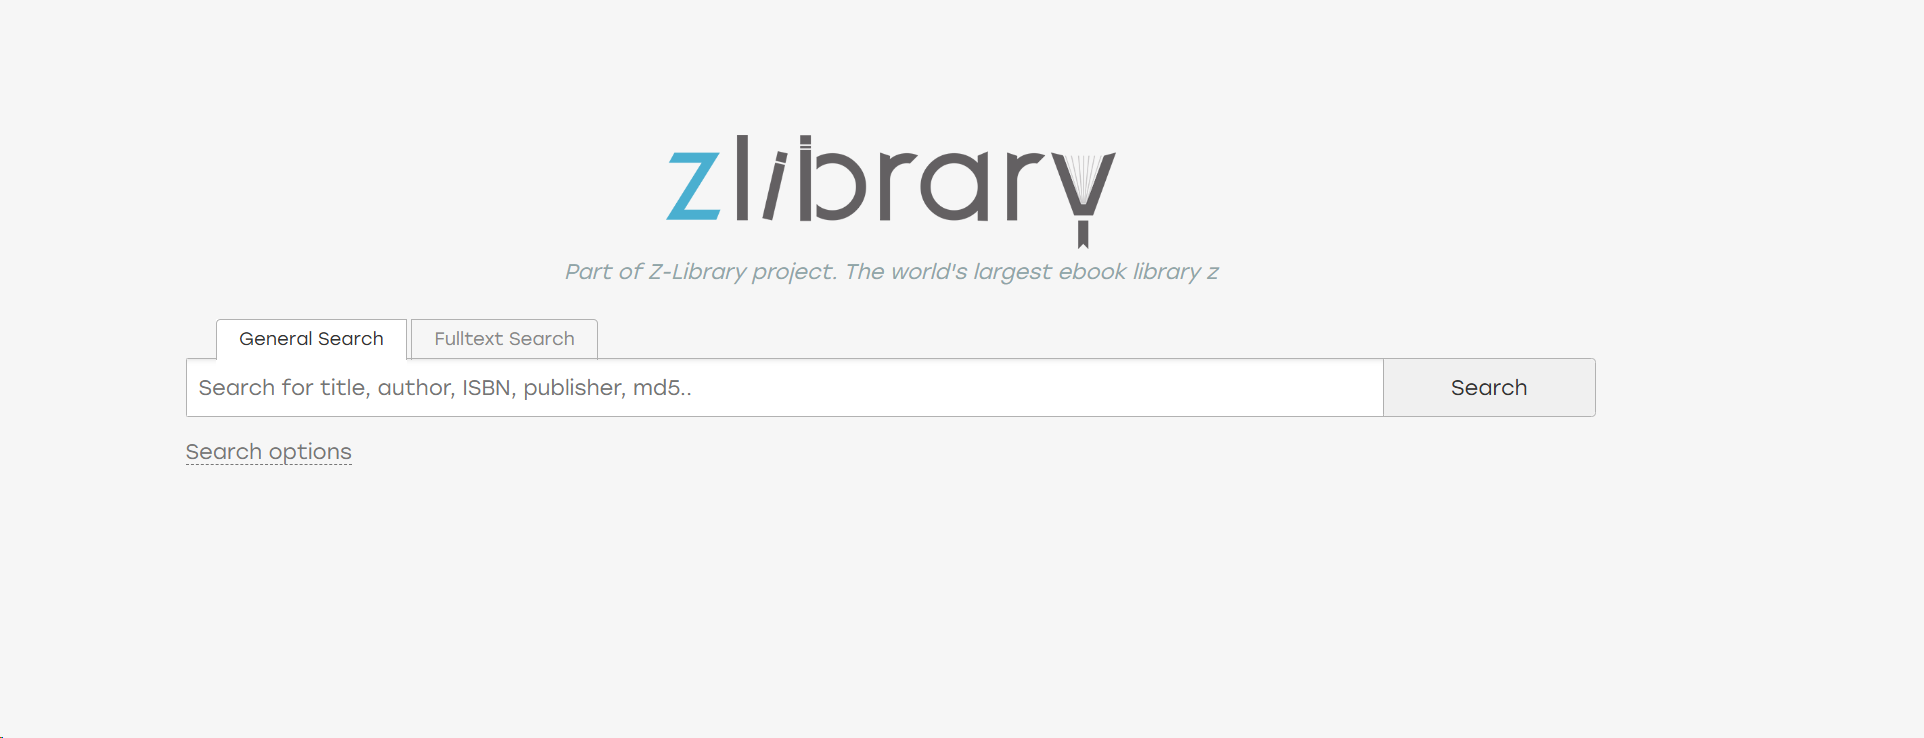 zlibrary
Part of Z-Library project. The world's largest ebook library z
General Search
Fulltext Search
Search for title, author, ISBN, publisher, md5..
Search
Search options